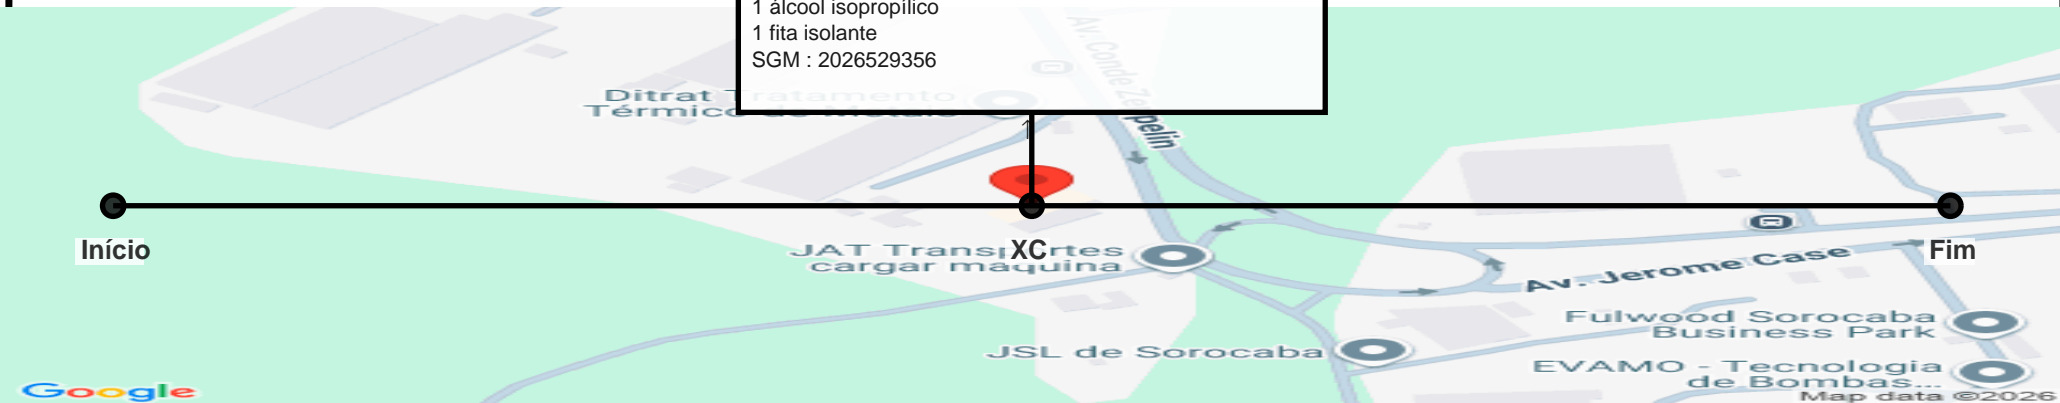 1 álcool isopropílico
1 fita isolante
SGM : 2026529356
Av. Conde Zeppelin
Ditrat Tratamento
Térmico de Metais
1
Início
XC
Fim
JAT Transportes
cargar maquina
Av. Jerome Case
Fulwood Sorocaba
Business Park
JSL de Sorocaba
EVAMO - Tecnologia
de Bombas...
Google
Map data ©2026